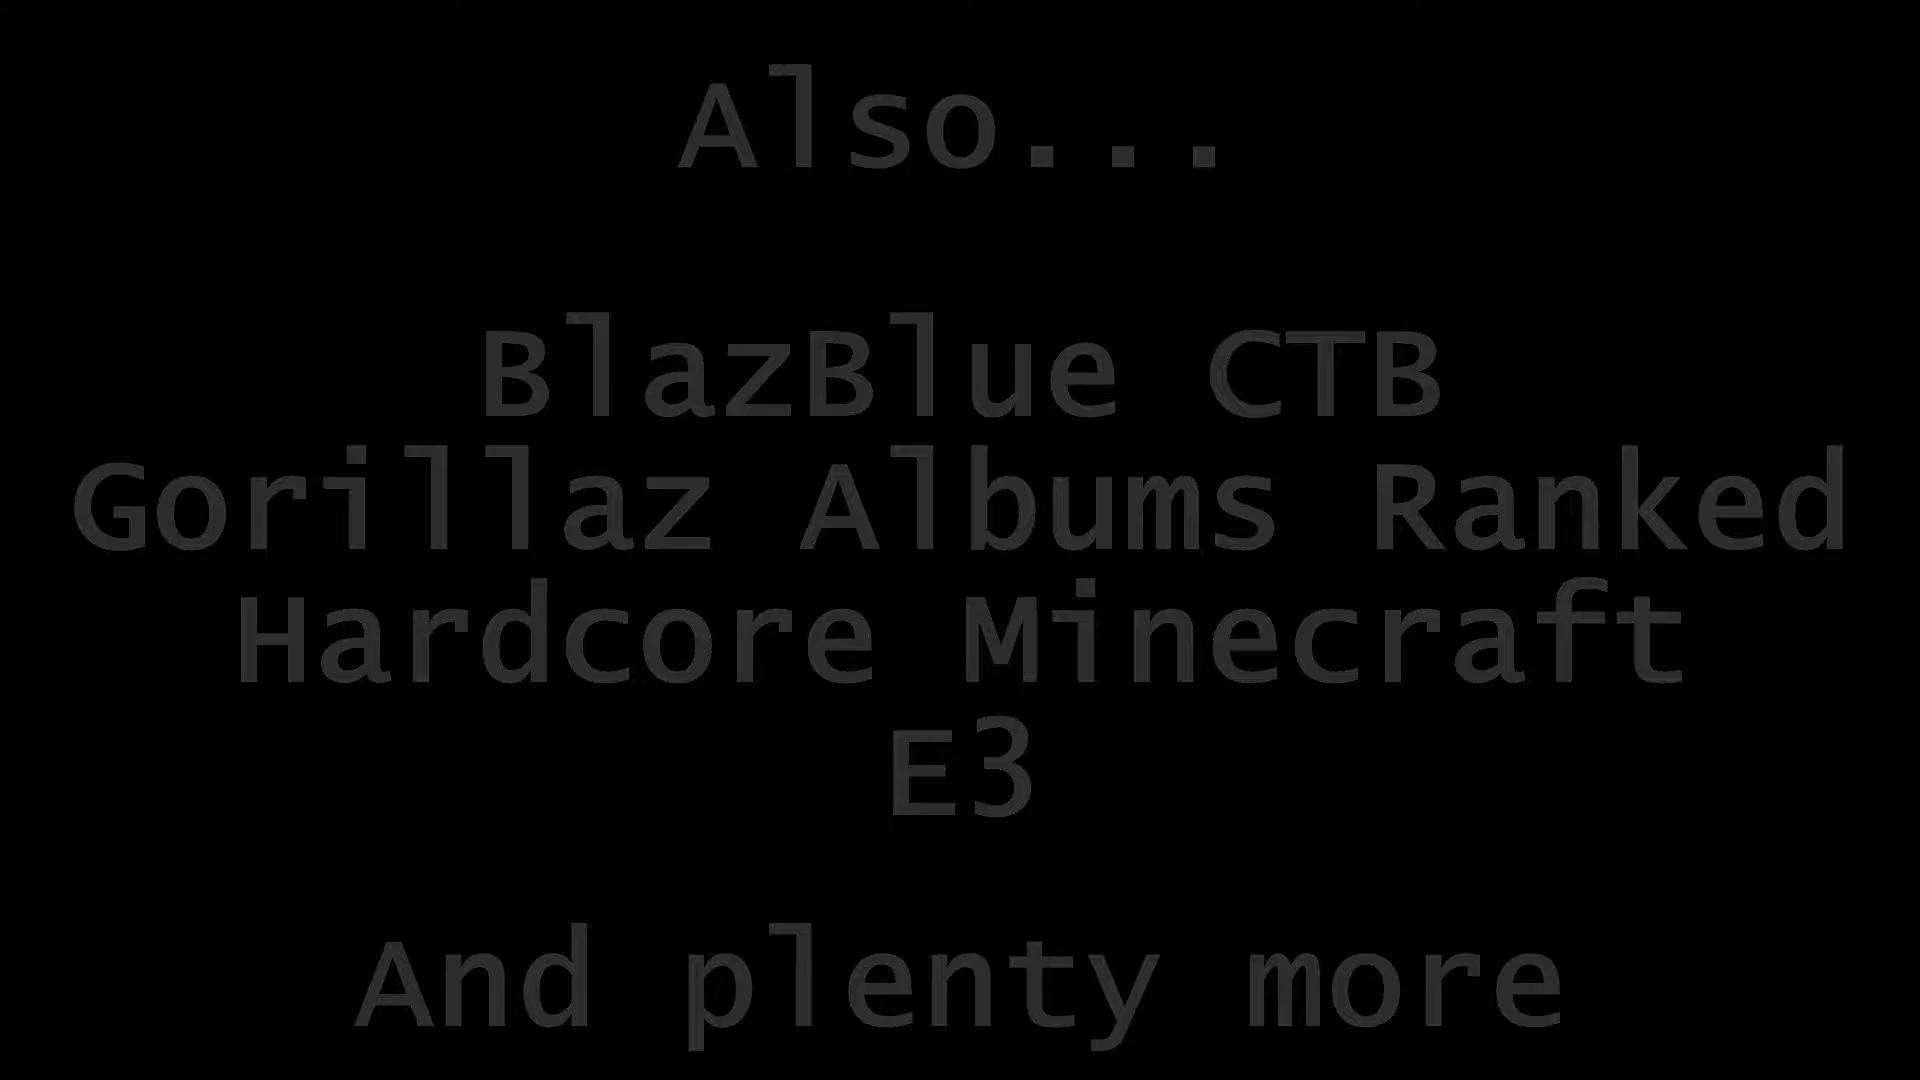 Also...
BlazBlue CTB
Gorillaz Albums Ranked
Hardcore Minecraft
E3
And plenty more